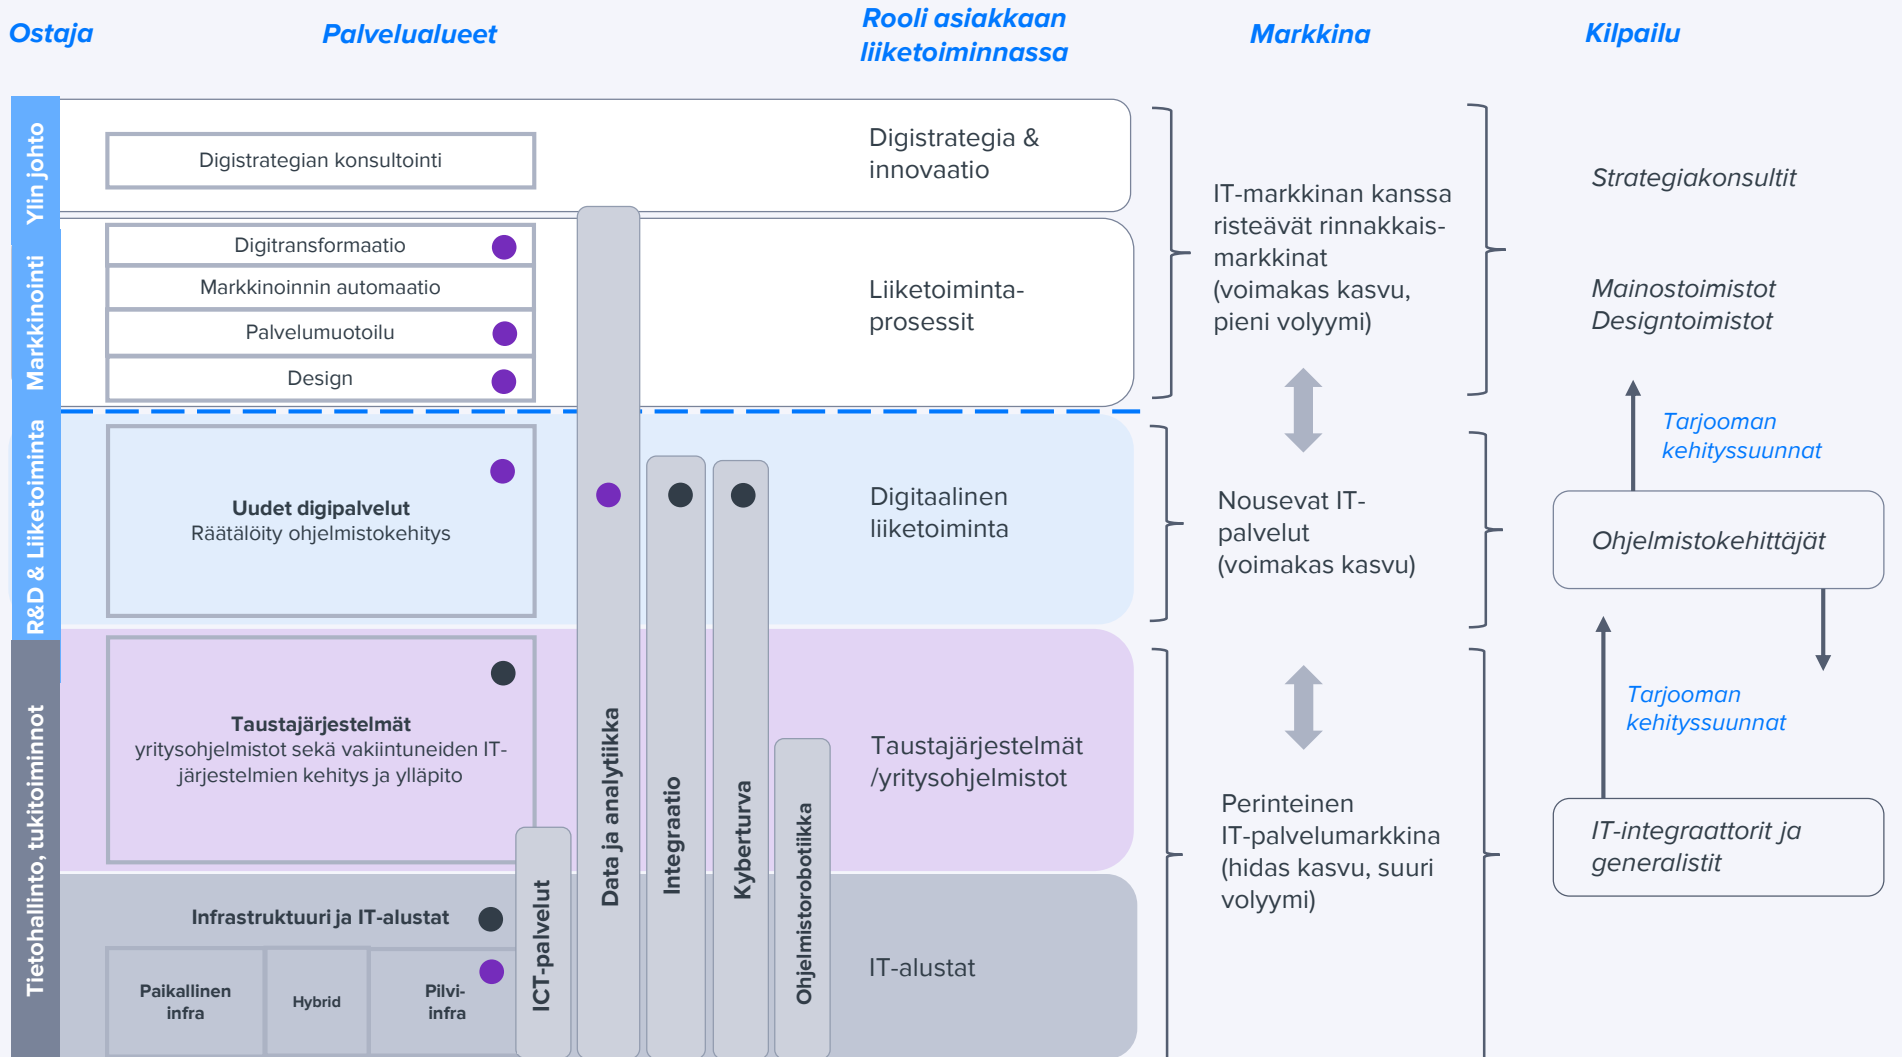 Ostaja
Palvelualueet
Rooli asiakkaan
liiketoiminnassa
Markkina
Kilpailu
Ylin johto
Markkinointi
R&D & Liiketoiminta
Tietohallinto, tukitoiminnot
Digistrategian konsultointi
Digitransformaatio
Markkinoinnin automaatio
Palvelumuotoilu
Design
Uudet digipalvelut
Räätälöity ohjelmistokehitys
Taustajärjestelmät
yritysohjelmistot sekä vakiintuneiden IT-
järjestelmien kehitys ja ylläpito
Infrastruktuuri ja IT-alustat
Paikallinen
infra
Hybrid
Pilvi-
infra
ICT-palvelut
Data ja analytiikka
Integraatio
Kyberturva
Ohjelmistorobotiikka
Digistrategia &
innovaatio
Liiketoiminta-
prosessit
Digitaalinen
liiketoiminta
Taustajärjestelmät
/yritysohjelmistot
IT-alustat
IT-markkinan kanssa
risteävät rinnakkais-
markkinat
(voimakas kasvu,
pieni volyymi)
Nousevat IT-
palvelut
(voimakas kasvu)
Perinteinen
IT-palvelumarkkina
(hidas kasvu, suuri
volyymi)
Strategiakonsultit
Mainostoimistot
Designtoimistot
Tarjooman
kehityssuunnat
Ohjelmistokehittäjät
Tarjooman
kehityssuunnat
IT-integraattorit ja
generalistit